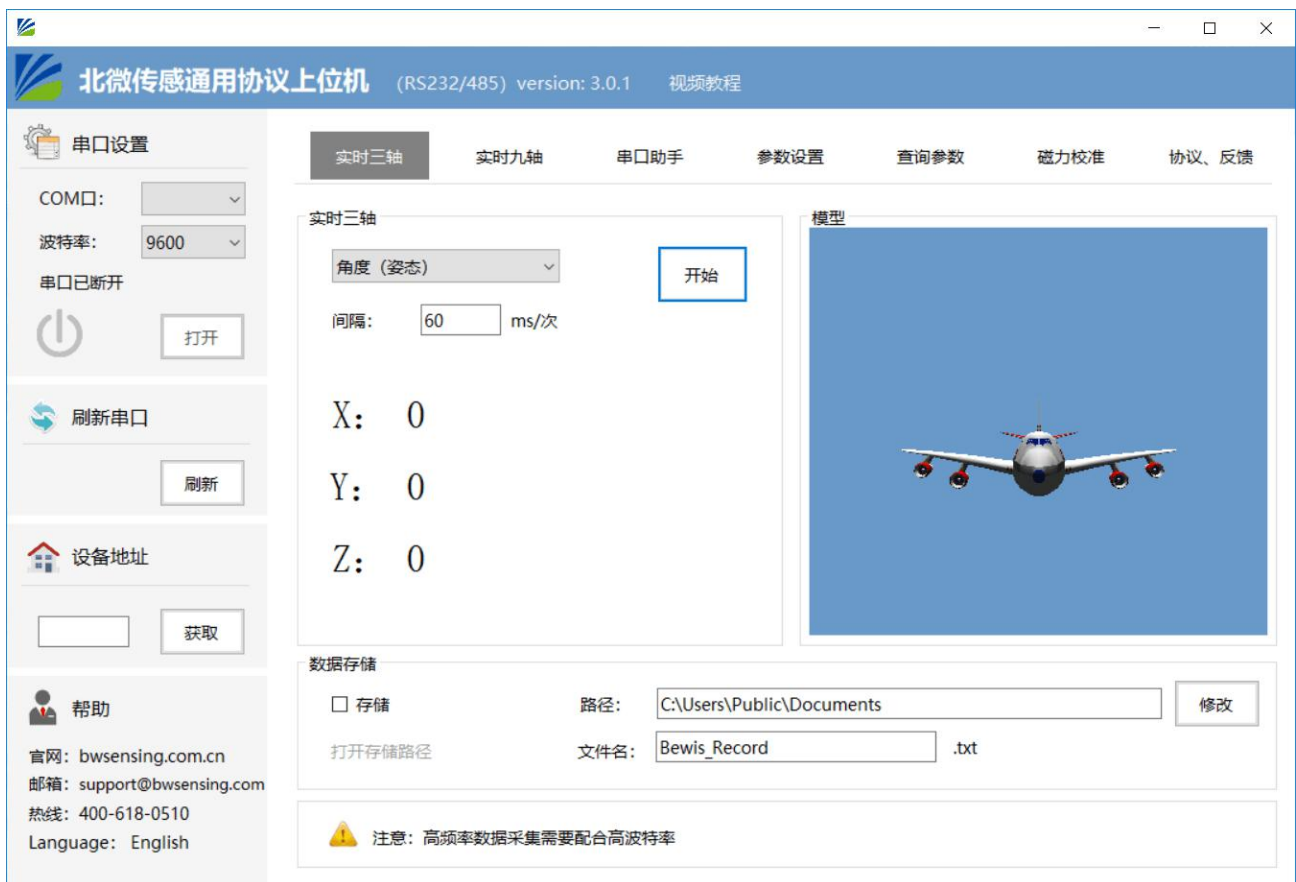 北微传感通用协议上位机 (RS232/485) version: 3.0.1 视频教程
串口设置
COM口：
波特率： 9600
串口已断开
打开
刷新串口
刷新
设备地址
获取
帮助
官网：bwsensing.com.cn
邮箱：support@bwsensing.com
热线：400-618-0510
Language： English
实时三轴 实时九轴 串口助手 参数设置 查询参数 磁力校准 协议、反馈
实时三轴
角度（姿态）
开始
间隔： 60 ms/次
X： 0
Y： 0
Z： 0
模型
数据存储
存储 路径： C:\Users\Public\Documents 修改
打开存储路径 文件名： Bewis_Record .txt
注意：高频率数据采集需要配合高波特率